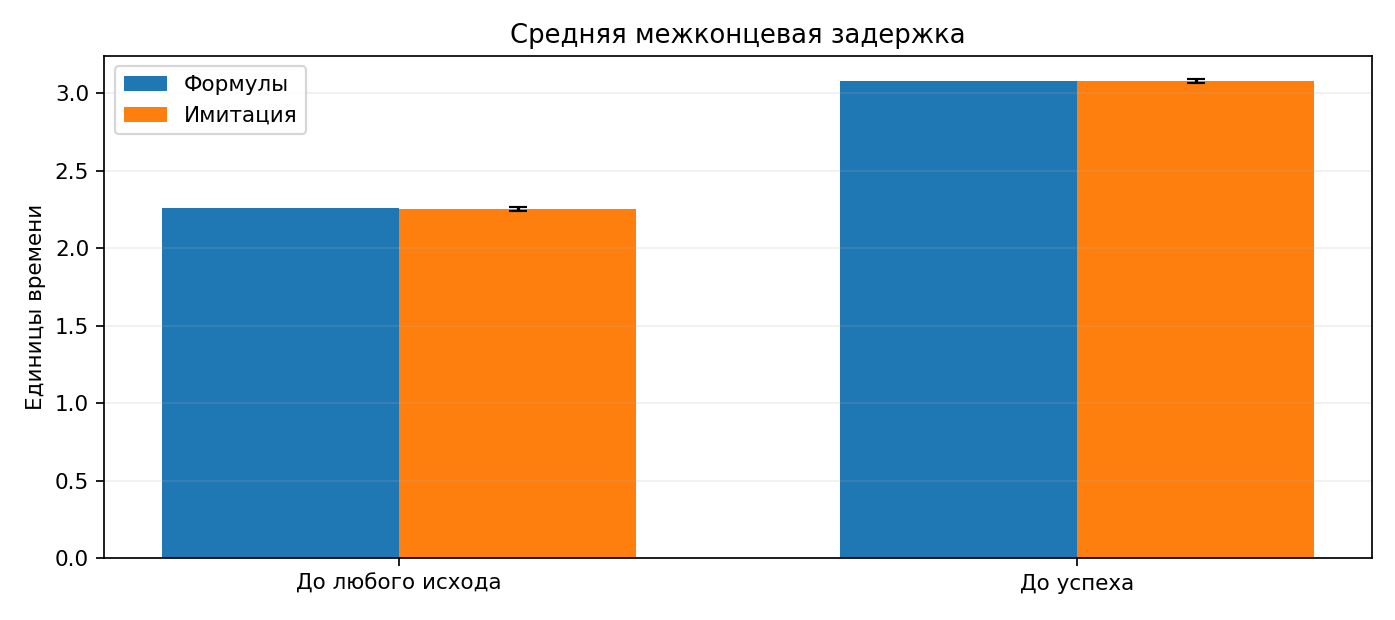 Средняя межконцевая задержка
Формулы
Имитация
Единицы времени
3.0
2.5
2.0
1.5
1.0
0.5
0.0
До любого исхода
До успеха